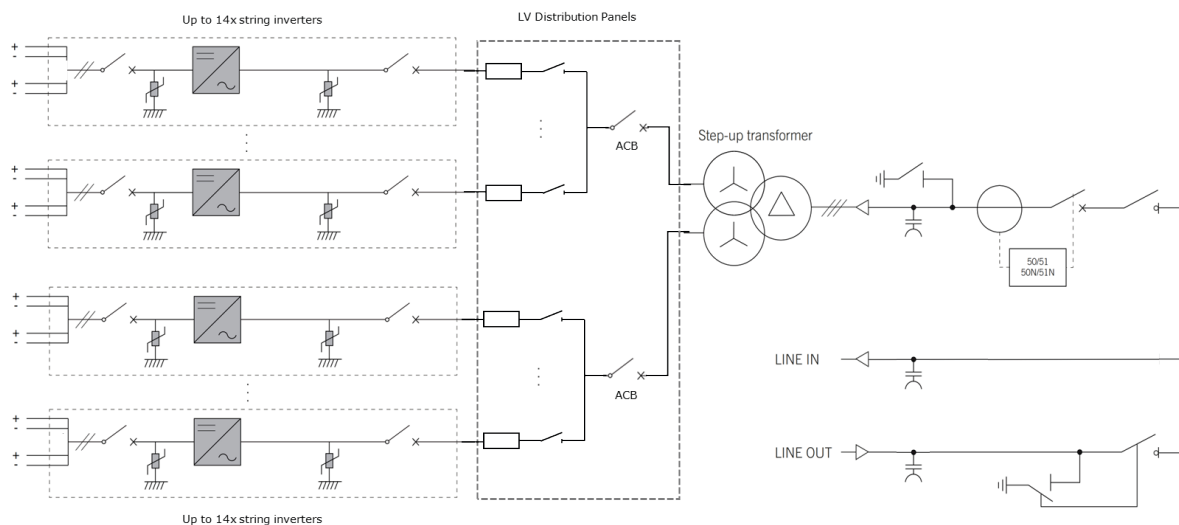 Up to 14x string inverters
LV Distribution Panels
+
-
+
-
ACB
Step-up transformer
+
-
+
-
50/51
50N/51N
+
-
+
-
LINE IN
ACB
+
-
+
-
LINE OUT
Up to 14x string inverters